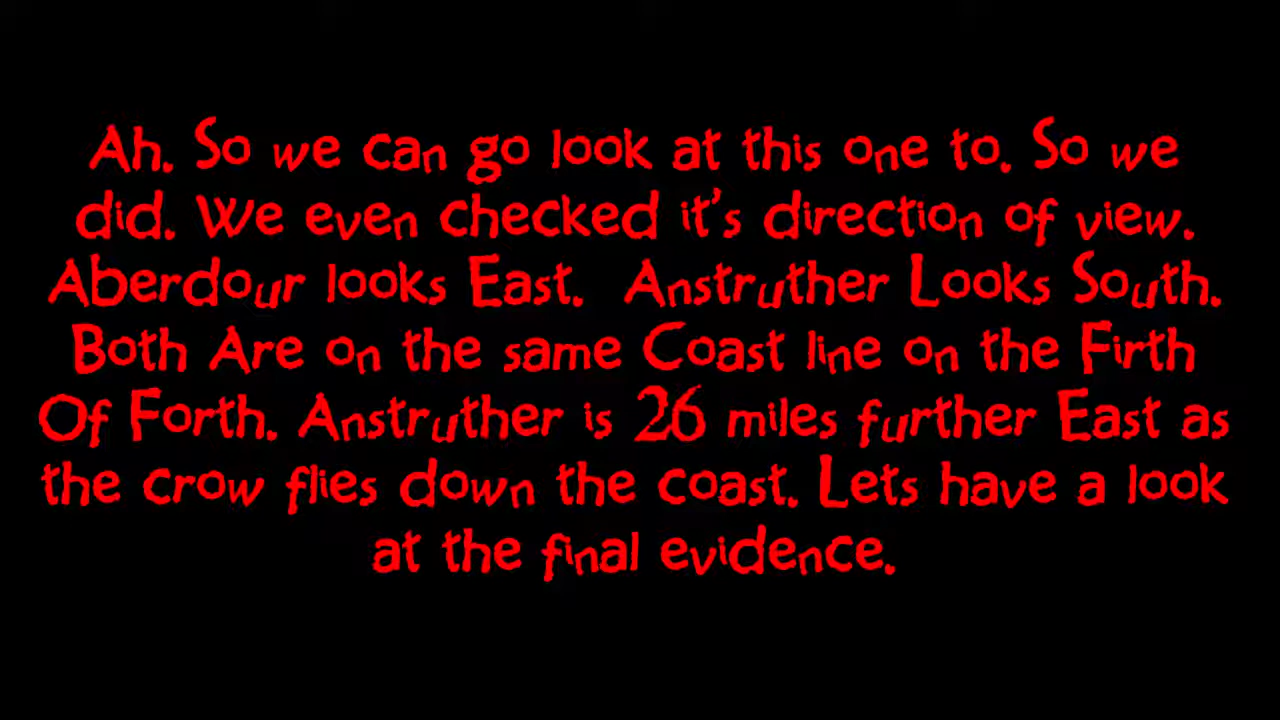 Ah. So we can go look at this one to. So we
did. We even checked it's direction of view.
Aberdour looks East.  Anstruther Looks South.
Both Are on the same Coast line on the Firth
Of Forth. Anstruther is 26 miles further East as
the crow flies down the coast. Lets have a look
at the final evidence.